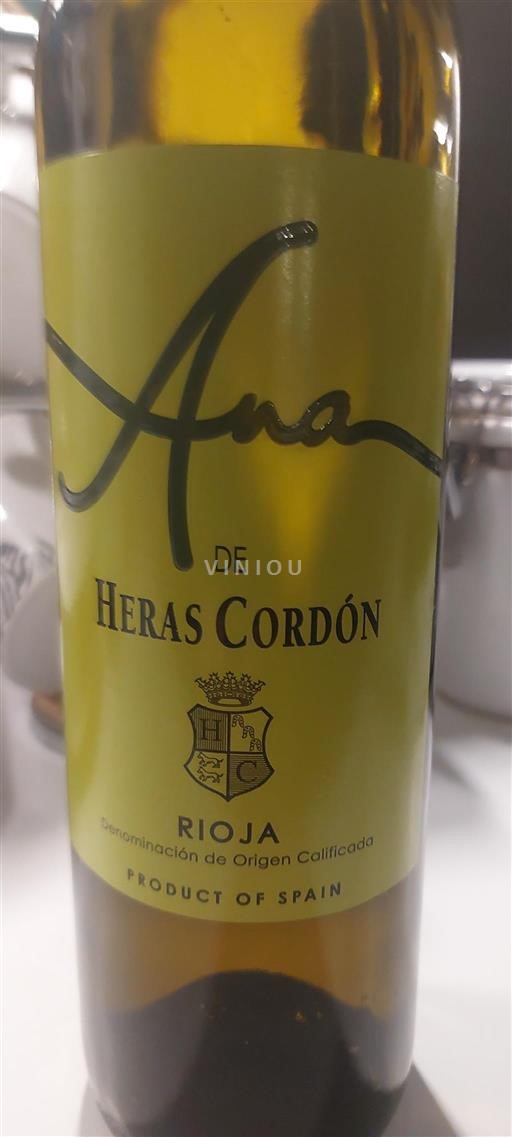 Ana
DE
VINIOU
HERAS CORDÓN
H
C
RIOJA
Denominación de Origen Calificada
PRODUCT OF SPAIN